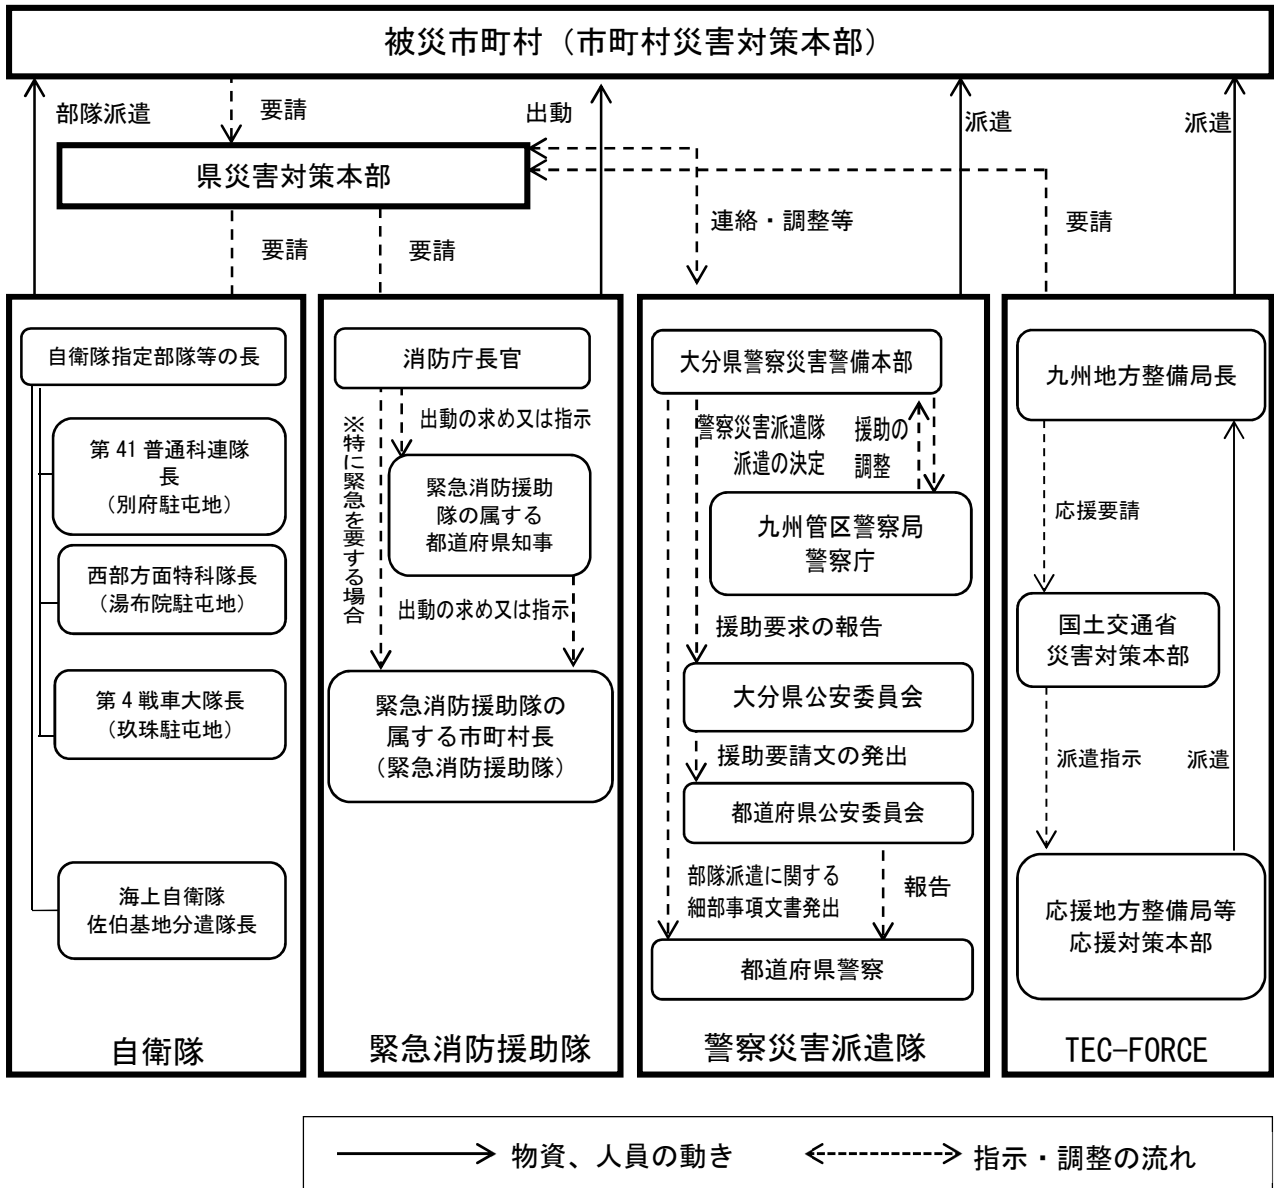 被災市町村（市町村災害対策本部）
部隊派遣
要請
出動
派遣
派遣
県災害対策本部
連絡・調整等
要請
要請
要請
自衛隊指定部隊等の長
第 41 普通科連隊
長
（別府駐屯地）
西部方面特科隊長
（湯布院駐屯地）
第 4 戦車大隊長
（玖珠駐屯地）
海上自衛隊
佐伯基地分遣隊長
自衛隊
消防庁長官
※特に緊急を要する場合
出動の求め又は指示
緊急消防援助
隊の属する
都道府県知事
出動の求め又は指示
緊急消防援助隊の
属する市町村長
（緊急消防援助隊）
緊急消防援助隊
大分県警察災害警備本部
警察災害派遣隊
派遣の決定
援助の
調整
九州管区警察局
警察庁
援助要求の報告
大分県公安委員会
援助要請文の発出
都道府県公安委員会
部隊派遣に関する
細部事項文書発出
報告
都道府県警察
警察災害派遣隊
九州地方整備局長
応援要請
国土交通省
災害対策本部
派遣指示
派遣
応援地方整備局等
応援対策本部
TEC-FORCE
物資、人員の動き
指示・調整の流れ